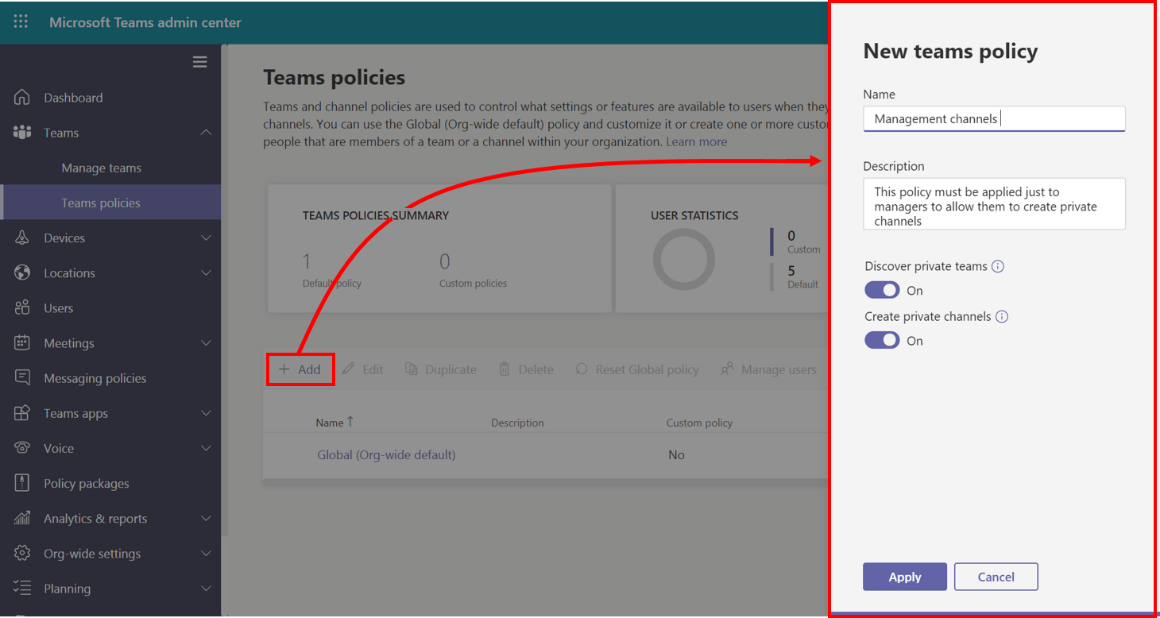 Microsoft Teams admin center
Dashboard
Teams
Manage teams
Teams policies
Devices
Locations
Users
Meetings
Messaging policies
Teams apps
Voice
Policy packages
Analytics & reports
Org-wide settings
Planning
Teams policies
Teams and channel policies are used to control what settings or features are available to users when they
channels. You can use the Global (Org-wide default) policy and customize it or create one or more custo
people that are members of a team or a channel within your organization. Learn more
TEAMS POLICIES SUMMARY
1
Default policy
0
Custom policies
USER STATISTICS
0
Custom
5
Default
+ Add Edit Duplicate Delete Reset Global policy Manage users
Name ↑ Description Custom policy
Global (Org-wide default) No
New teams policy
Name
Management channels
Description
This policy must be applied just to
managers to allow them to create private
channels
Discover private teams
On
Create private channels
On
Apply Cancel